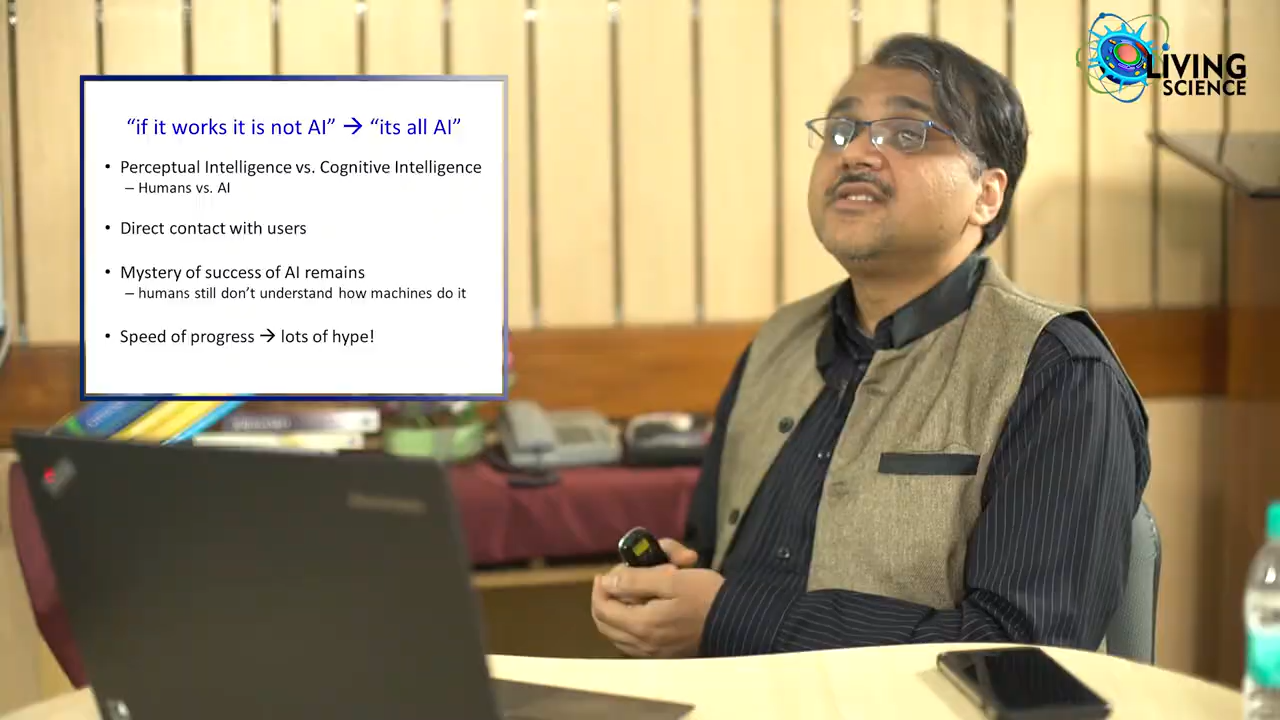 LIVING
SCIENCE
“if it works it is not AI” → “its all AI”
• Perceptual Intelligence vs. Cognitive Intelligence
– Humans vs. AI
• Direct contact with users
• Mystery of success of AI remains
– humans still don’t understand how machines do it
• Speed of progress → lots of hype!